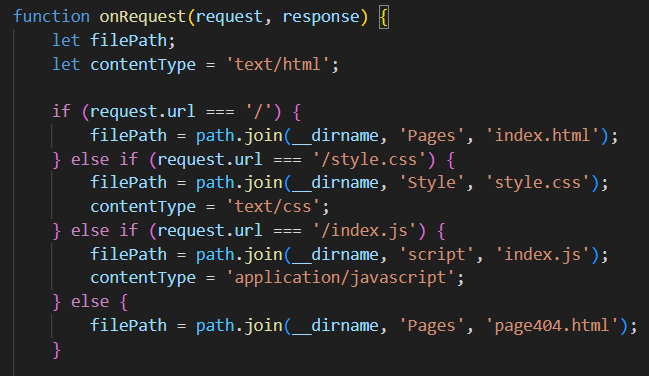 function onRequest(request, response) {
    let filePath;
    let contentType = 'text/html';

    if (request.url === '/') {
        filePath = path.join(__dirname, 'Pages', 'index.html');
    } else if (request.url === '/style.css') {
        filePath = path.join(__dirname, 'Style', 'style.css');
        contentType = 'text/css';
    } else if (request.url === '/index.js') {
        filePath = path.join(__dirname, 'script', 'index.js');
        contentType = 'application/javascript';
    } else {
        filePath = path.join(__dirname, 'Pages', 'page404.html');
    }